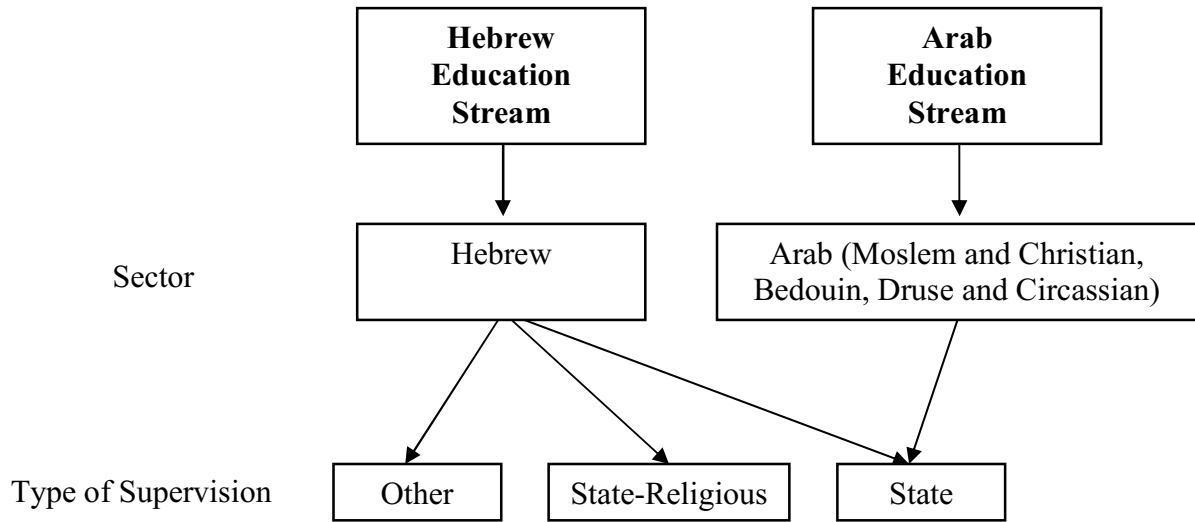 Hebrew
Education
Stream
Arab
Education
Stream
Sector
Hebrew
Arab (Moslem and Christian,
Bedouin, Druse and Circassian)
Type of Supervision
Other
State-Religious
State